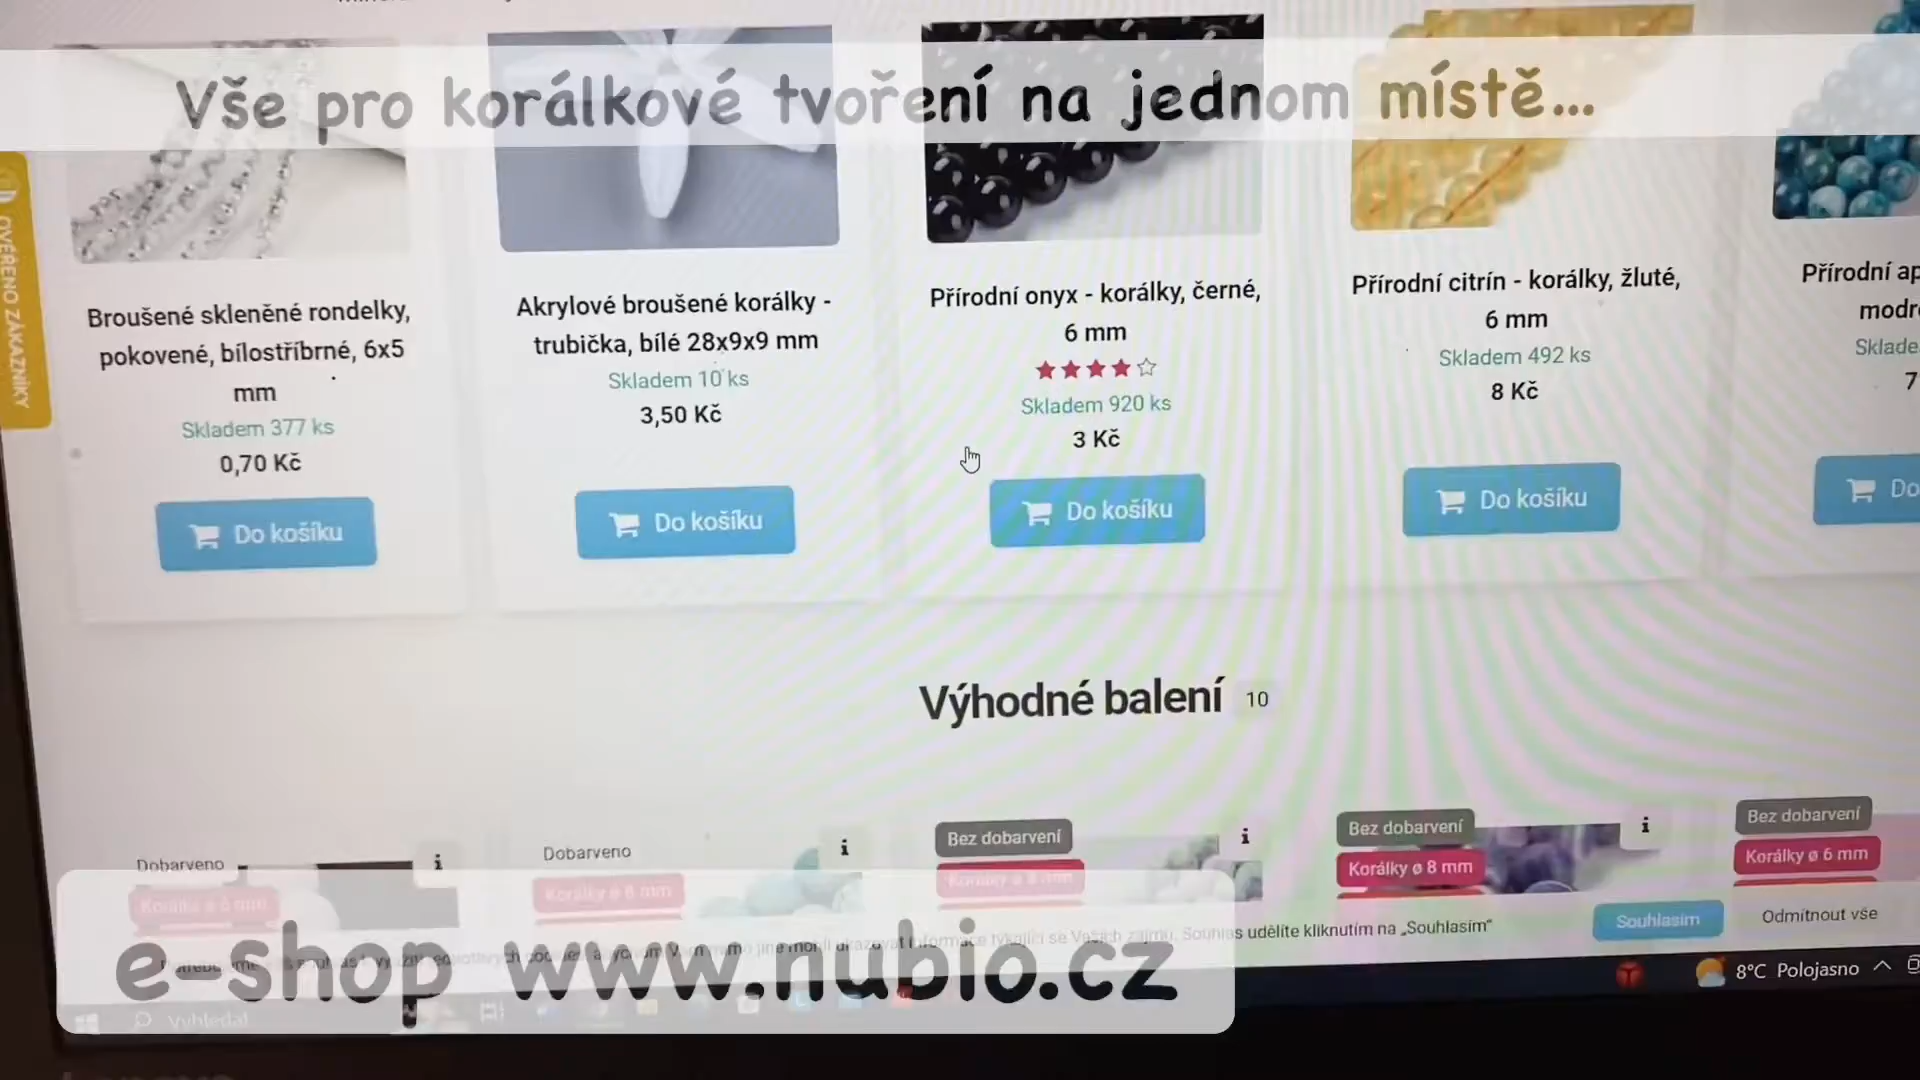 Vše pro korálkové tvoření na jednom místě...
OVĚŘENO ZÁKAZNÍKY
Broušené skleněné rondelky,
pokovené, bílostříbrné, 6x5
mm
Skladem 377 ks
0,70 Kč
Do košíku
Akrylové broušené korálky -
trubička, bílé 28x9x9 mm
Skladem 10 ks
3,50 Kč
Do košíku
Přírodní onyx - korálky, černé,
6 mm
Skladem 920 ks
3 Kč
Do košíku
Přírodní citrín - korálky, žluté,
6 mm
Skladem 492 ks
8 Kč
Do košíku
Přírodní
Do
Výhodné balení 10
Dobarveno
Dobarveno
Korálky ø 8 mm
Bez dobarvení
Bez dobarvení
Korálky ø 8 mm
Bez dobarvení
Korálky ø 6 mm
udělíte kliknutím na „Souhlasím"
Souhlasím
Odmítnout vše
e-shop www.nubio.cz
Vyhledat
8°C Polojasno